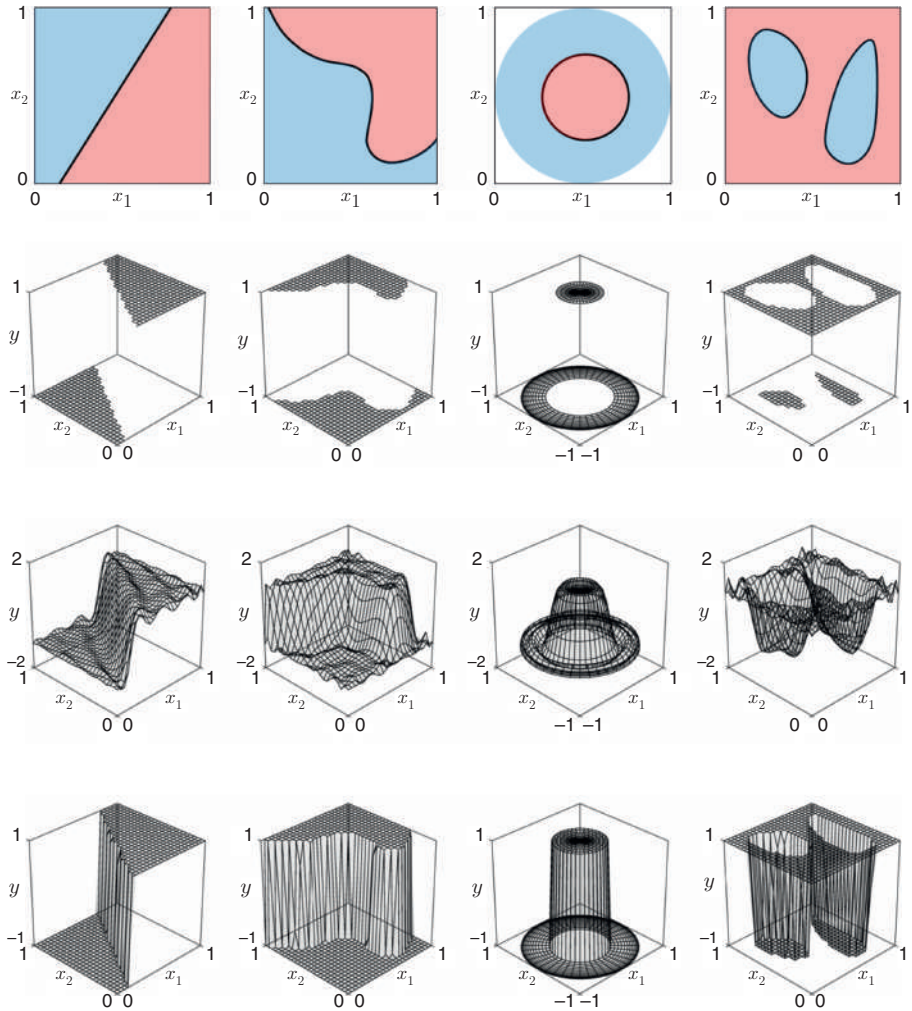 1 1 1 1
x₂ x₂ x₂ x₂
0 0 0 0
0 x₁ 1 0 x₁ 1 0 x₁ 1 0 x₁ 1
1 1 1 1
y y y y
−1 −1 −1 −1
1 1 1 1 1 1 1 1
x₂ x₁ x₂ x₁ x₂ x₁ x₂ x₁
0 0 0 0 −1 −1 0 0
2 2 2 2
y y y y
−2 −2 −2 −2
1 1 1 1 1 1 1 1
x₂ x₁ x₂ x₁ x₂ x₁ x₂ x₁
0 0 0 0 −1 −1 0 0
1 1 1 1
y y y y
−1 −1 −1 −1
1 1 1 1 1 1 1 1
x₂ x₁ x₂ x₁ x₂ x₁ x₂ x₁
0 0 0 0 −1 −1 0 0